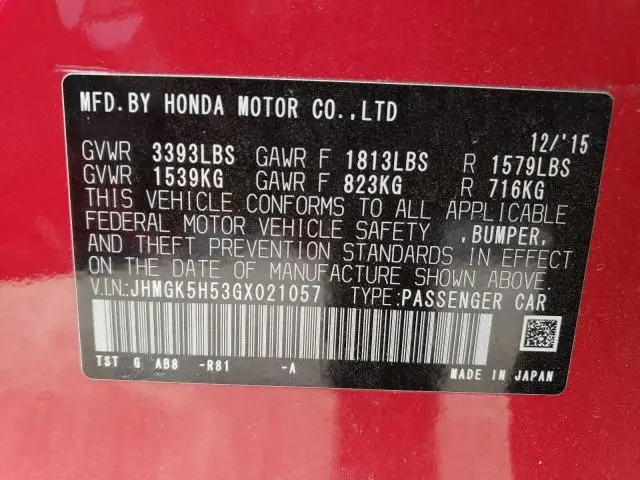 MFD.BY HONDA MOTOR CO.,LTD
12/'15
GVWR 3393LBS GAWR F 1813LBS R 1579LBS
GVWR 1539KG GAWR F 823KG R 716KG
THIS VEHICLE CONFORMS TO ALL APPLICABLE
FEDERAL MOTOR VEHICLE SAFETY ,BUMPER,
AND THEFT PREVENTION STANDARDS IN EFFECT
ON THE DATE OF MANUFACTURE SHOWN ABOVE.
V.IN.:JHMGK5H53GX021057 TYPE:PASSENGER CAR
TST G AB8 -R81 -A MADE IN JAPAN